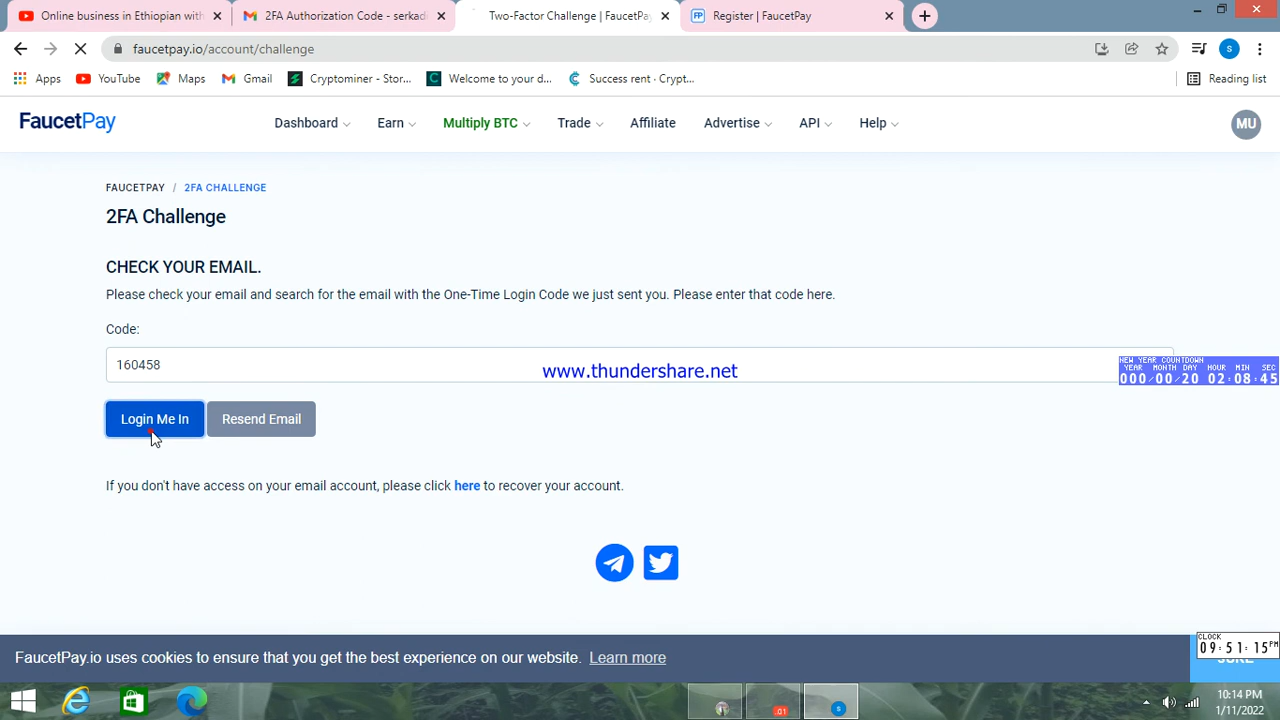 Online business in Ethiopian with
2FA Authorization Code - serkad
Two-Factor Challenge | FaucetPay
Register | FaucetPay
faucetpay.io/account/challenge
S
Apps
YouTube
Maps
Gmail
Cryptominer - Stor...
Welcome to your d...
Success rent · Crypt...
Reading list
FaucetPay
Dashboard
Earn
Multiply BTC
Trade
Affiliate
Advertise
API
Help
MU
FAUCETPAY / 2FA CHALLENGE
2FA Challenge
CHECK YOUR EMAIL.
Please check your email and search for the email with the One-Time Login Code we just sent you. Please enter that code here.
Code:
160458
www.thundershare.net
NEW YEAR COUNTDOWN
YEAR MONTH DAY HOUR MIN SEC
000/00/20 02:08:45
Login Me In
Resend Email
If you don't have access on your email account, please click here to recover your account.
FaucetPay.io uses cookies to ensure that you get the best experience on our website. Learn more
CLOCK
09:51:15PM
.01
S
10:14 PM
1/11/2022